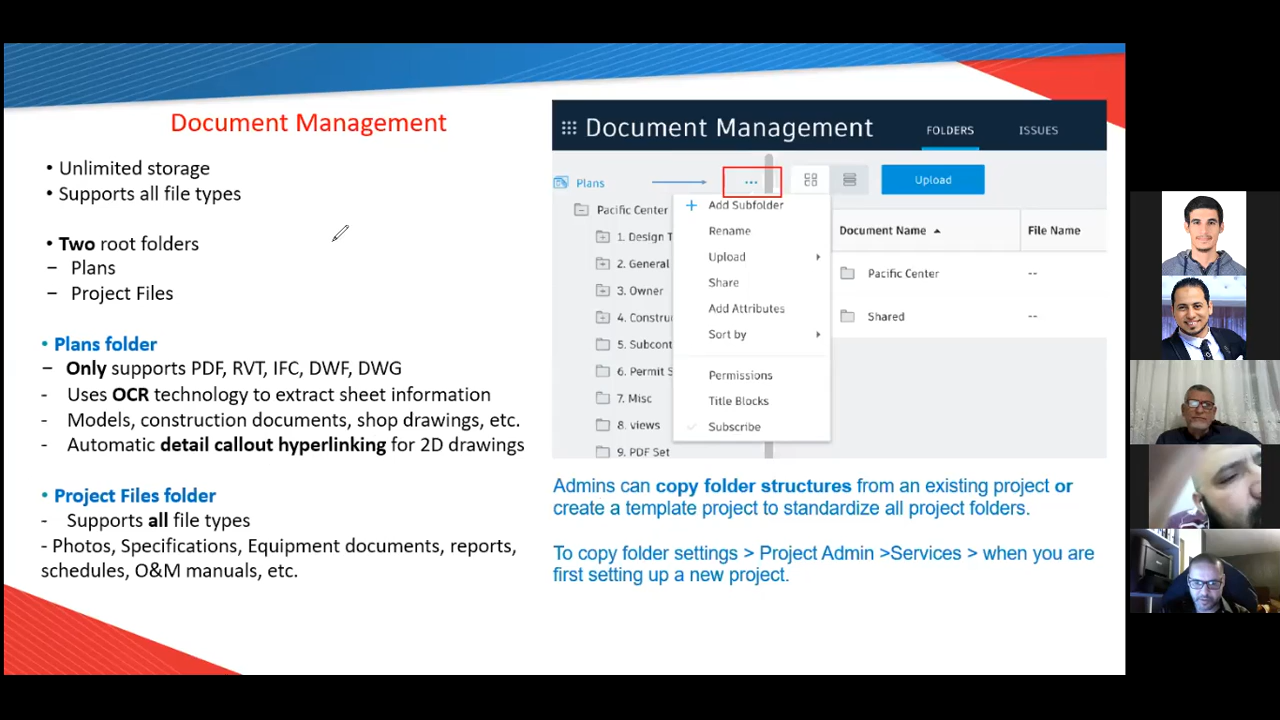 Document Management
• Unlimited storage
• Supports all file types
• Two root folders
– Plans
– Project Files
• Plans folder
– Only supports PDF, RVT, IFC, DWF, DWG
- Uses OCR technology to extract sheet information
- Models, construction documents, shop drawings, etc.
- Automatic detail callout hyperlinking for 2D drawings
• Project Files folder
- Supports all file types
- Photos, Specifications, Equipment documents, reports,
schedules, O&M manuals, etc.
Document Management
FOLDERS
ISSUES
Plans
...
Upload
Pacific Center
1. Design T
2. General
3. Owner
4. Constru
5. Subcont
6. Permit S
7. Misc
8. views
9. PDF Set
+ Add Subfolder
Rename
Upload
Share
Add Attributes
Sort by
Permissions
Title Blocks
Subscribe
Document Name
File Name
Pacific Center
--
Shared
--
Admins can copy folder structures from an existing project or
create a template project to standardize all project folders.
To copy folder settings > Project Admin >Services > when you are
first setting up a new project.